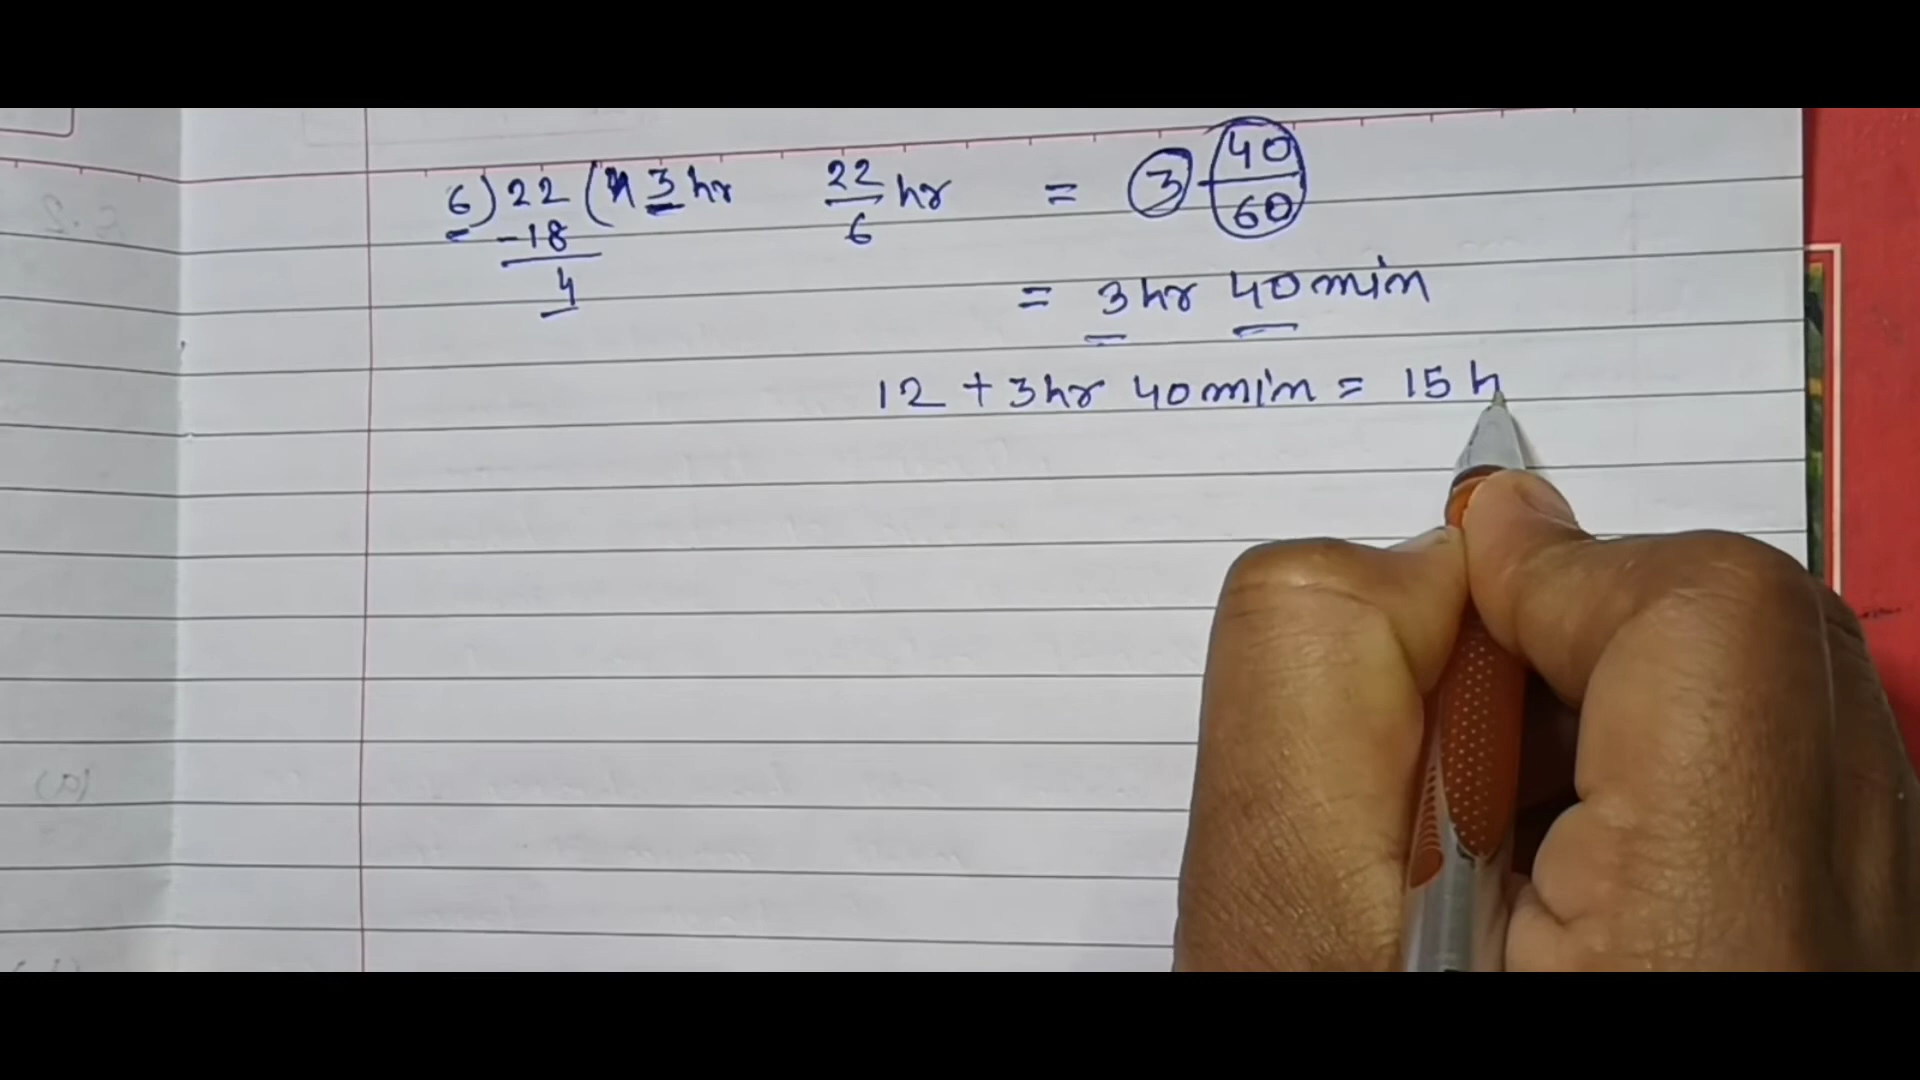 6)22(3 hr 22/6 hr = 3 40/60
-18
4
= 3 hr 40 min
12 + 3 hr 40 min = 15 h